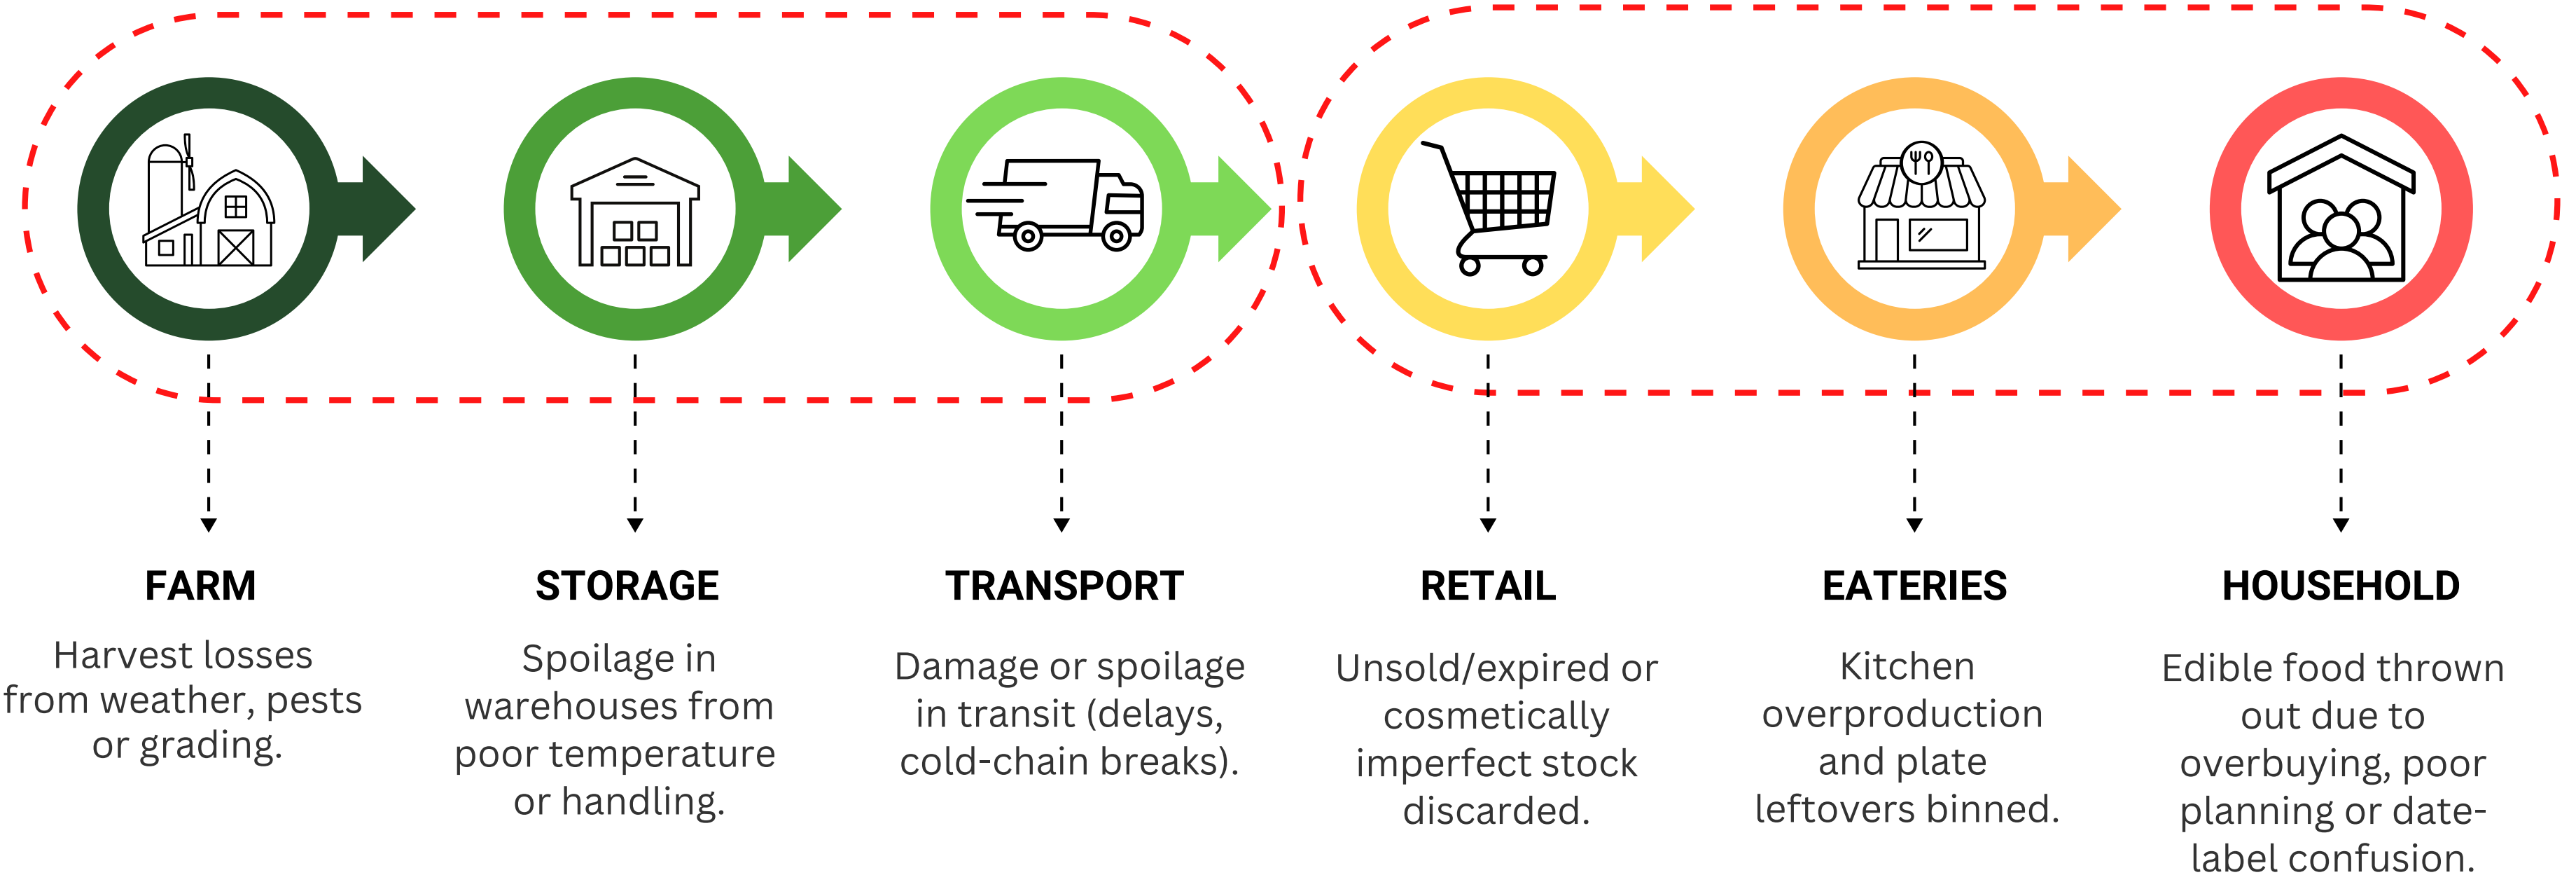 FARM
Harvest losses
from weather, pests
or grading.
STORAGE
Spoilage in
warehouses from
poor temperature
or handling.
TRANSPORT
Damage or spoilage
in transit (delays,
cold-chain breaks).
RETAIL
Unsold/expired or
cosmetically
imperfect stock
discarded.
EATERIES
Kitchen
overproduction
and plate
leftovers binned.
HOUSEHOLD
Edible food thrown
out due to
overbuying, poor
planning or date-
label confusion.